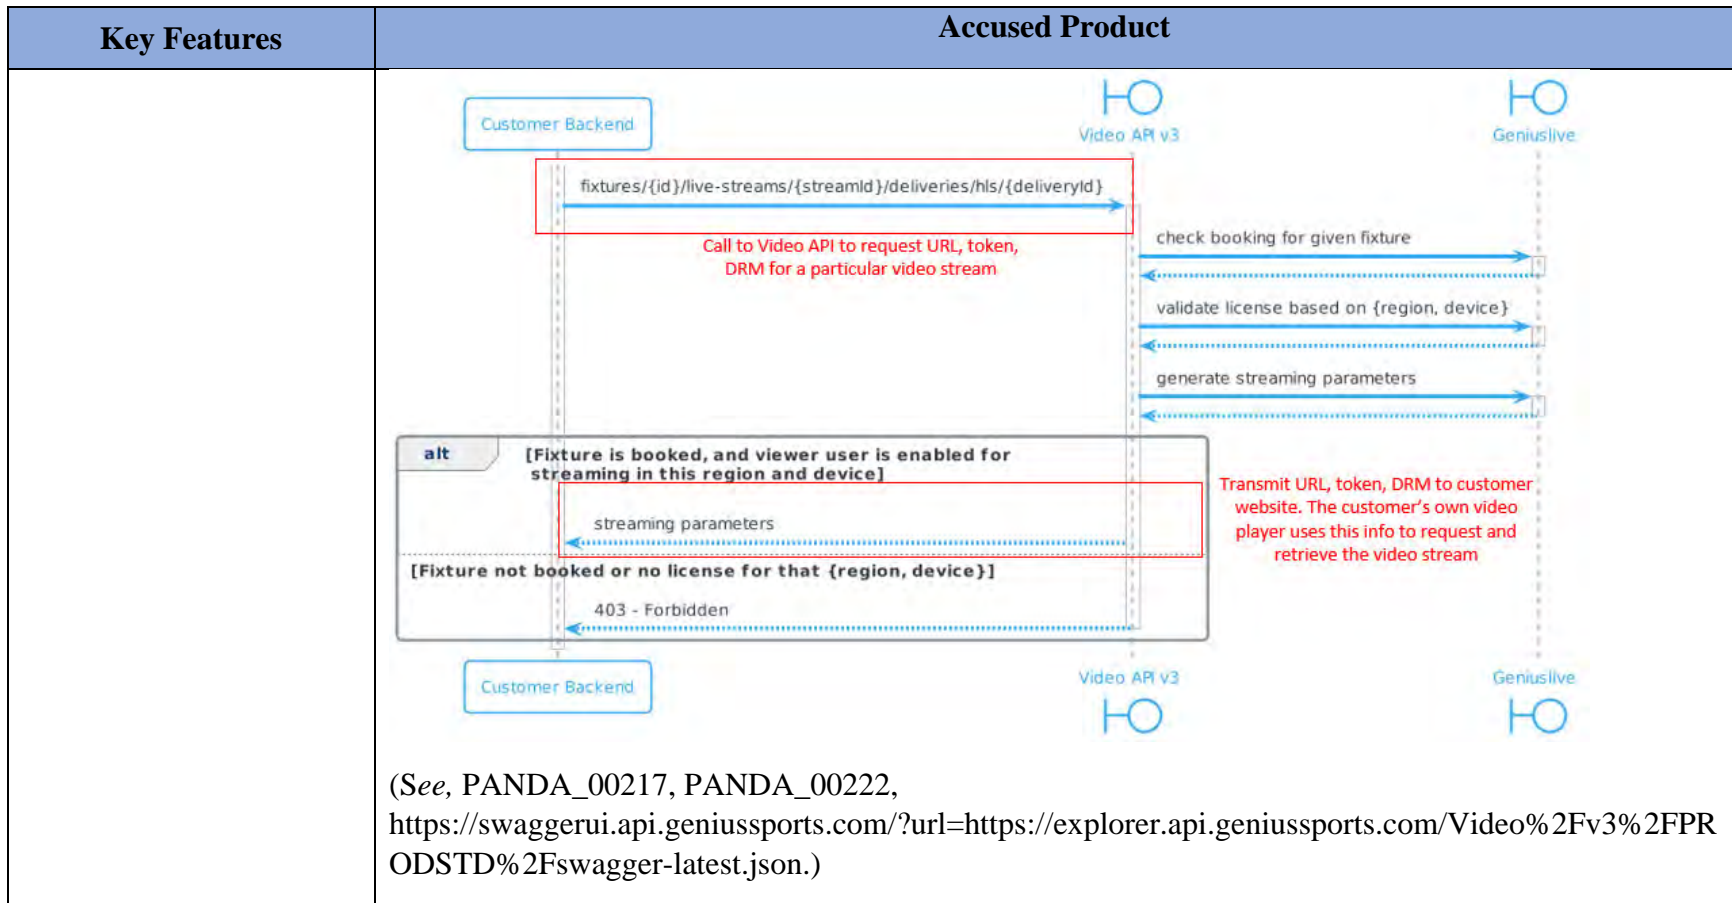 Key Features
Accused Product
Customer Backend
Video API v3
Geniuslive
fixtures/{id}/live-streams/{streamId}/deliveries/hls/{deliveryId}
Call to Video API to request URL, token,
DRM for a particular video stream
check booking for given fixture
validate license based on {region, device}
generate streaming parameters
alt
[Fixture is booked, and viewer user is enabled for
streaming in this region and device]
Transmit URL, token, DRM to customer
website. The customer's own video
player uses this info to request and
retrieve the video stream
streaming parameters
[Fixture not booked or no license for that {region, device}]
403 - Forbidden
Customer Backend
Video API v3
Geniuslive
(See, PANDA_00217, PANDA_00222,
https://swaggerui.api.geniussports.com/?url=https://explorer.api.geniussports.com/Video%2Fv3%2FPR
ODSTD%2Fswagger-latest.json.)